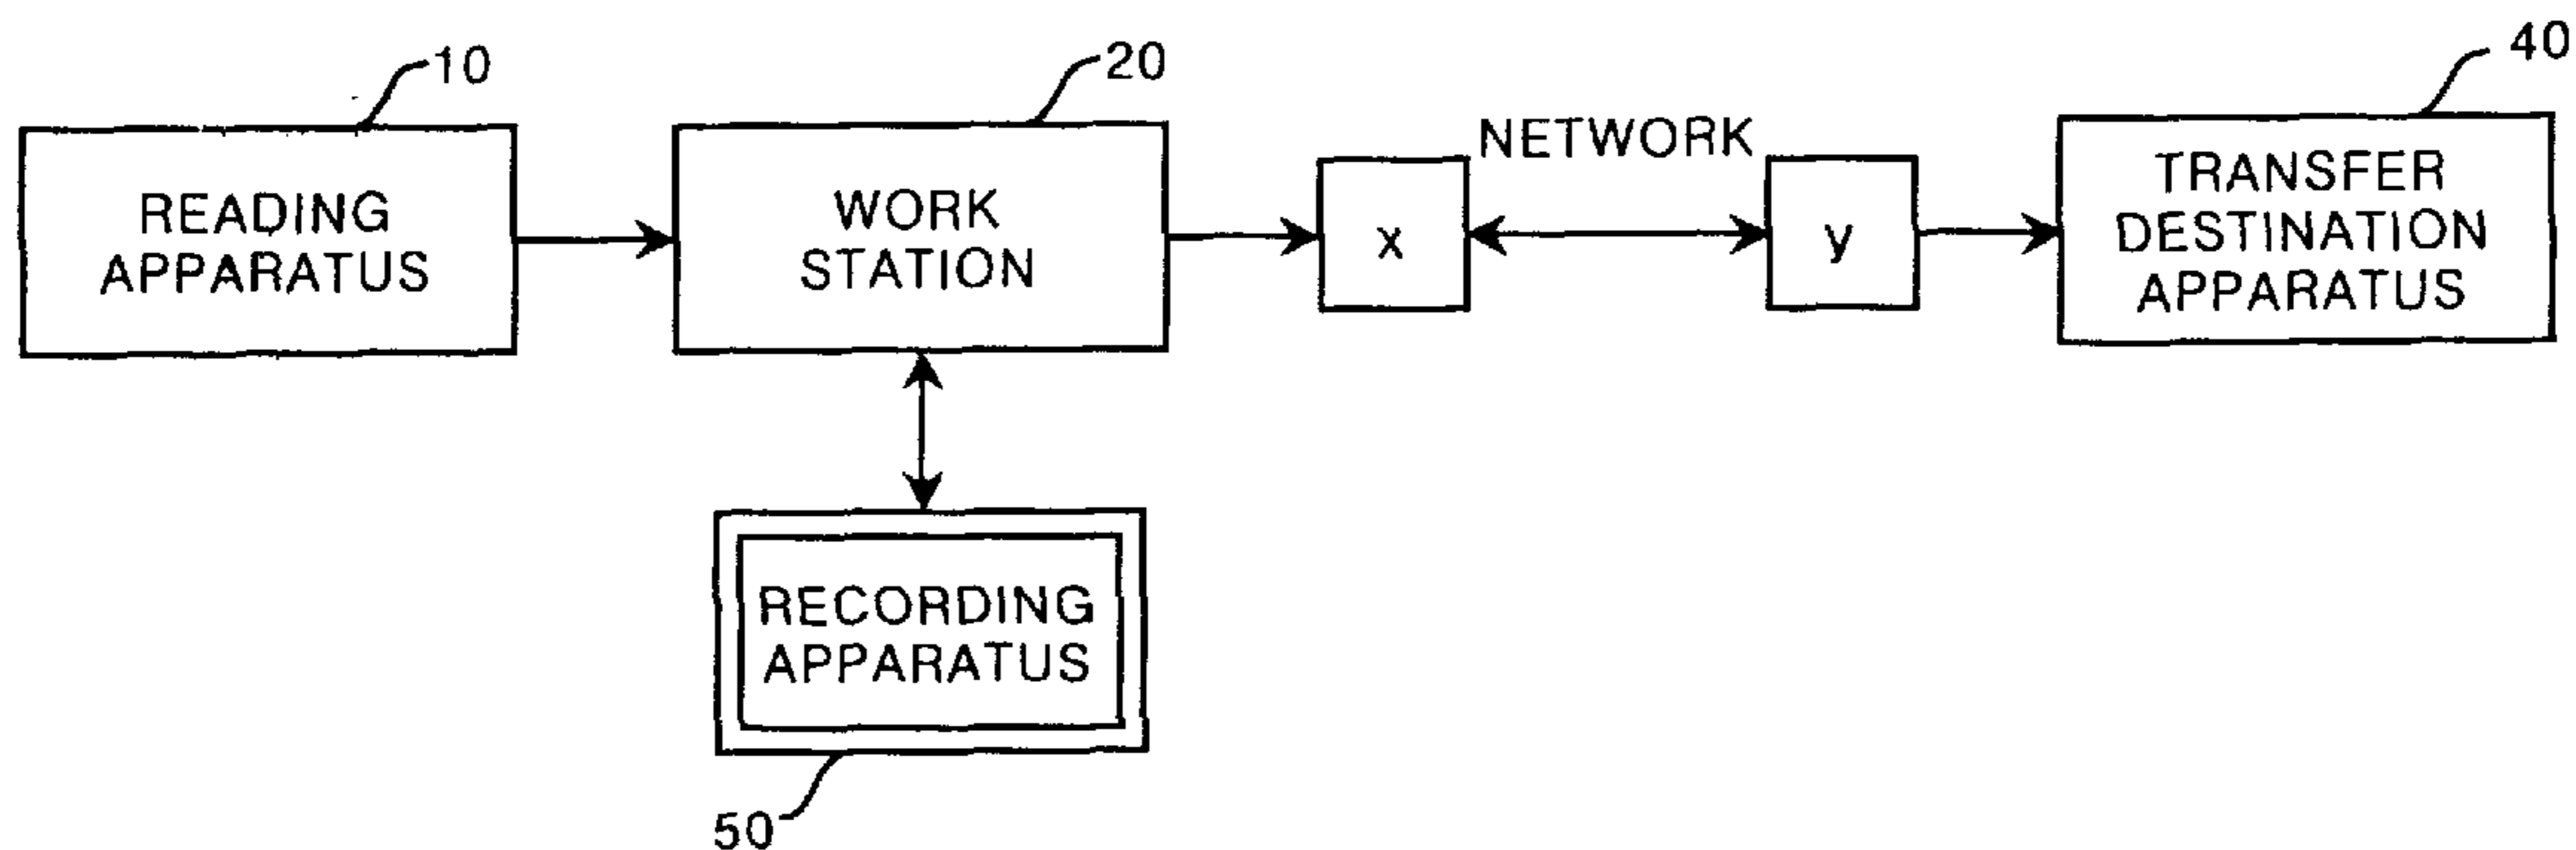 10
20
40
READING
APPARATUS
WORK
STATION
x
NETWORK
y
TRANSFER
DESTINATION
APPARATUS
RECORDING
APPARATUS
50